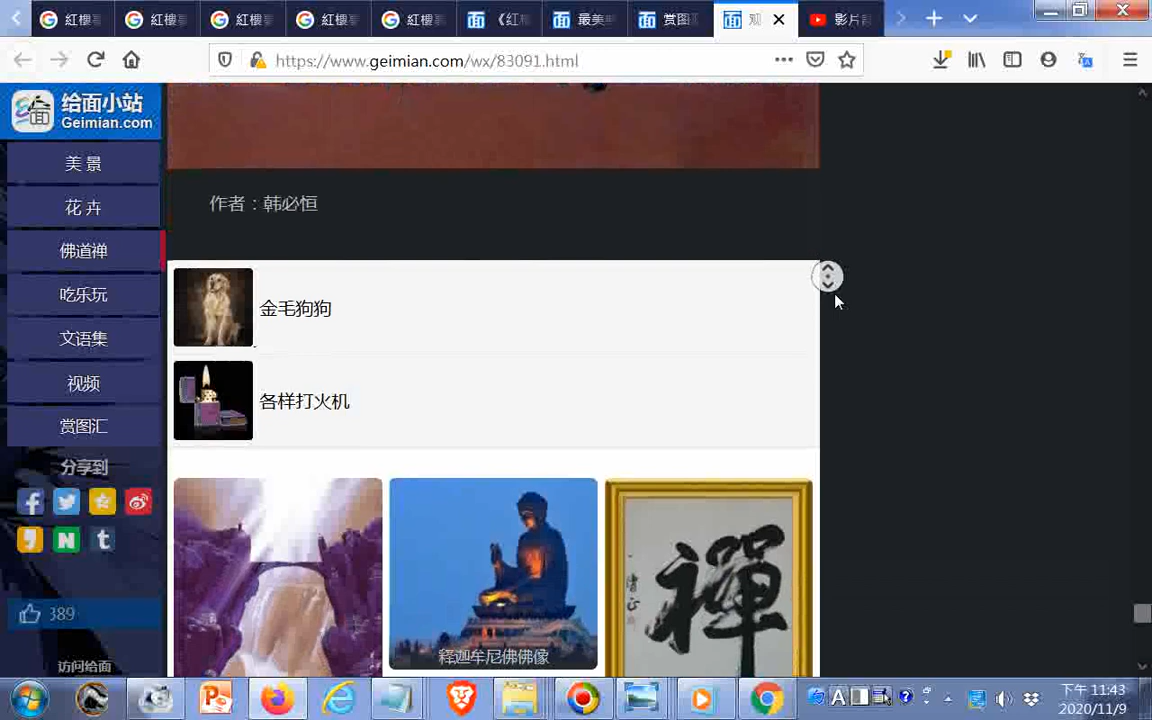 紅樓
紅樓
紅樓
紅樓
紅樓
《紅
最美
赏图
https://www.geimian.com/wx/83091.html
给面小站
Geimian.com
美 景
花 卉
佛道禅
吃乐玩
文语集
视频
赏图汇
分享到
389
访问给面
作者：韩必恒
金毛狗狗
各样打火机
释迦牟尼佛佛像
禪
影片
下午 11:43
2020/11/9